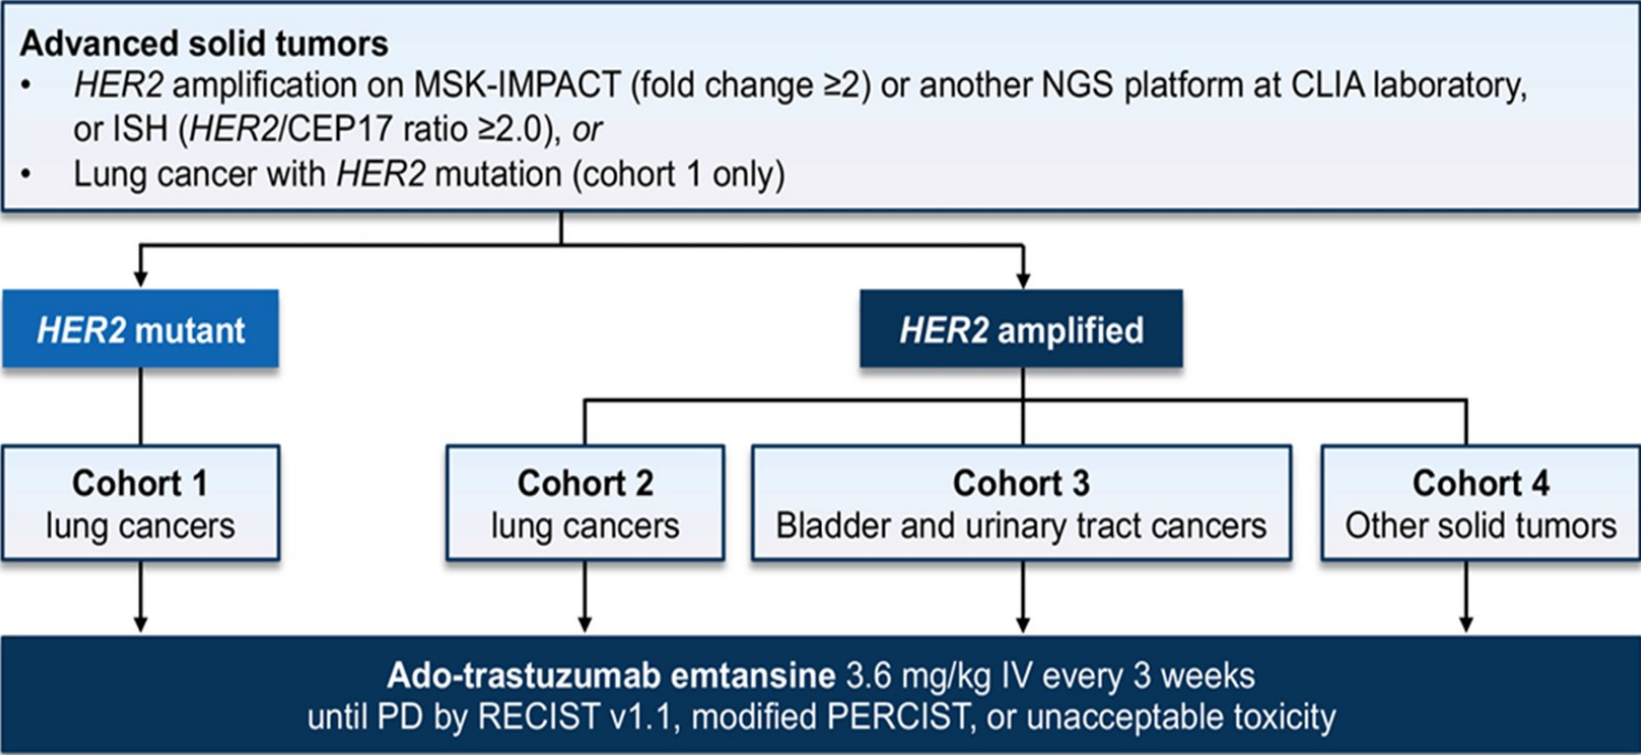 Advanced solid tumors
• HER2 amplification on MSK-IMPACT (fold change ≥2) or another NGS platform at CLIA laboratory,
or ISH (HER2/CEP17 ratio ≥2.0), or
• Lung cancer with HER2 mutation (cohort 1 only)
HER2 mutant
HER2 amplified
Cohort 1
lung cancers
Cohort 2
lung cancers
Cohort 3
Bladder and urinary tract cancers
Cohort 4
Other solid tumors
Ado-trastuzumab emtansine 3.6 mg/kg IV every 3 weeks
until PD by RECIST v1.1, modified PERCIST, or unacceptable toxicity